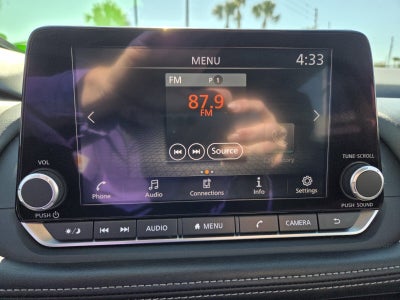 MENU
4:33
FM
P 1
87.9
FM
Source
Phone
Audio
Connections
Info
Settings
VOL
PUSH
TUNE·SCROLL
PUSH SOUND
AUDIO
MENU
CAMERA